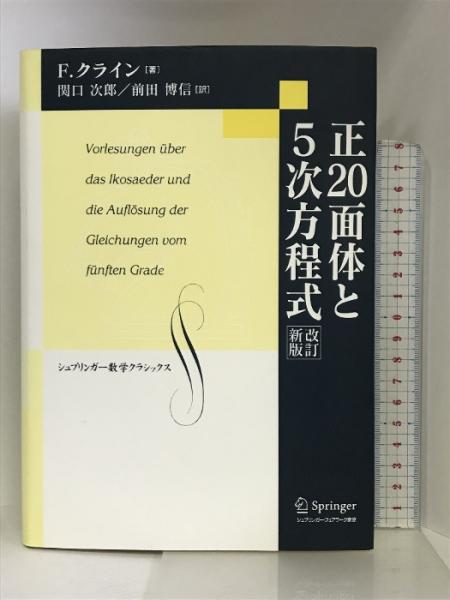 F.クライン[著]
関口 次郎/前田 博信[訳]
Vorlesungen über
das Ikosaeder und
die Auflösung der
Gleichungen vom
fünften Grade
シュプリンガー数学クラシックス
正20面体と
5次方程式
改訂
新版
Springer
シュプリンガー・フェアラーク東京